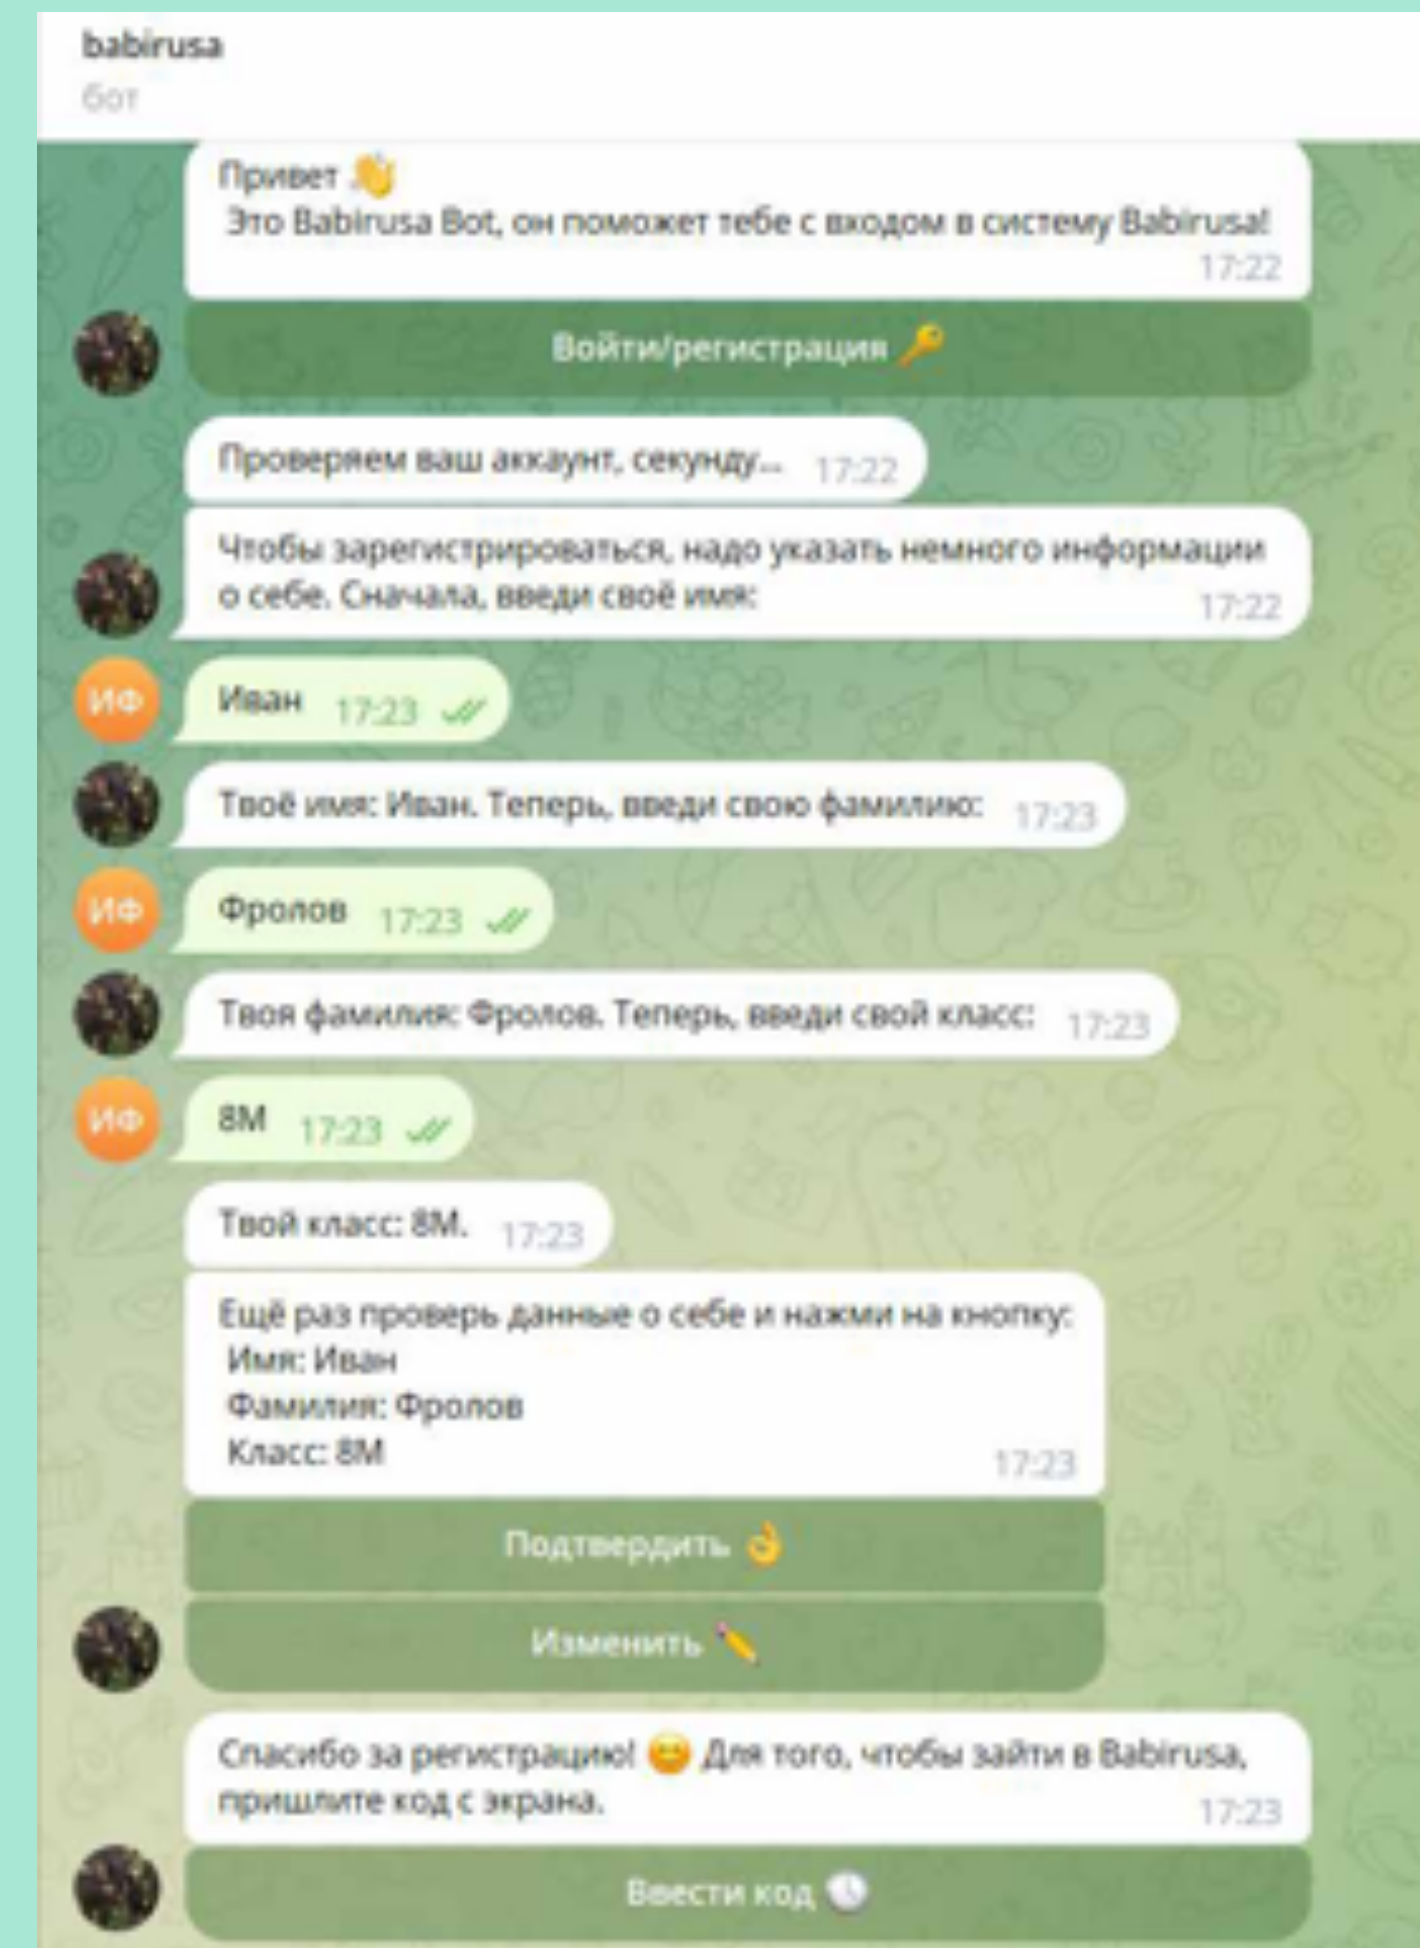 babirusa
бот
Привет 👋
Это Babirusa Bot, он поможет тебе с входом в систему Babirusa!
17:22
Войти/регистрация 🔑
Проверяем ваш аккаунт, секунду... 17:22
Чтобы зарегистрироваться, надо указать немного информации
о себе. Сначала, введи своё имя: 17:22
ИФ
Иван 17:23
Твоё имя: Иван. Теперь, введи свою фамилию: 17:23
ИФ
Фролов 17:23
Твоя фамилия: Фролов. Теперь, введи свой класс: 17:23
ИФ
8М 17:23
Твой класс: 8М. 17:23
Ещё раз проверь данные о себе и нажми на кнопку:
Имя: Иван
Фамилия: Фролов
Класс: 8М 17:23
Подтвердить 👌
Изменить ✏️
Спасибо за регистрацию! 😊 Для того, чтобы зайти в Babirusa,
пришлите код с экрана. 17:23
Ввести код 🕓